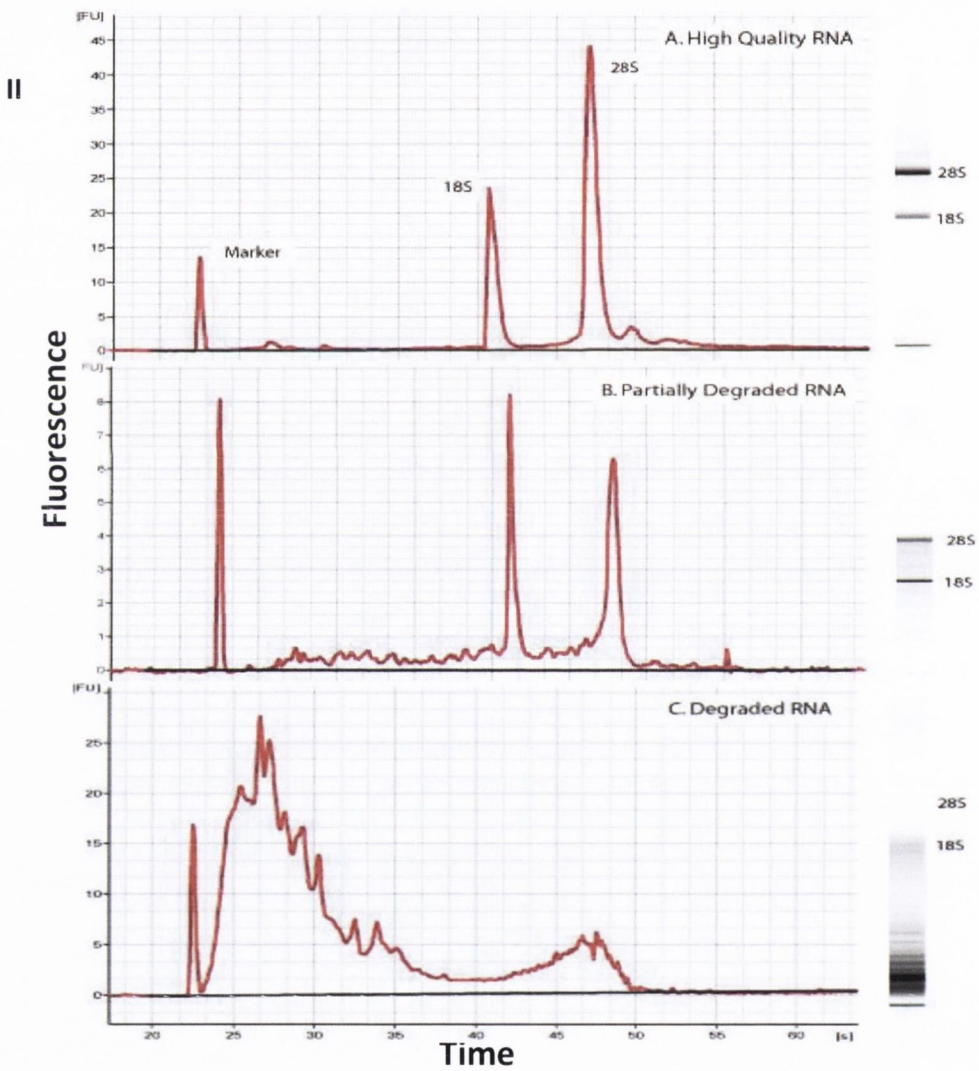 II
Fluorescence
[FU]
A. High Quality RNA
45
40
35
30
25
20
15
10
5
0
Marker
18S
28S
28S
18S
FU]
B. Partially Degraded RNA
8
7
6
5
4
3
2
1
0
28S
18S
[FU]
C. Degraded RNA
25
20
15
10
5
0
28S
18S
20
25
30
35
40
45
50
55
60
[s]
Time